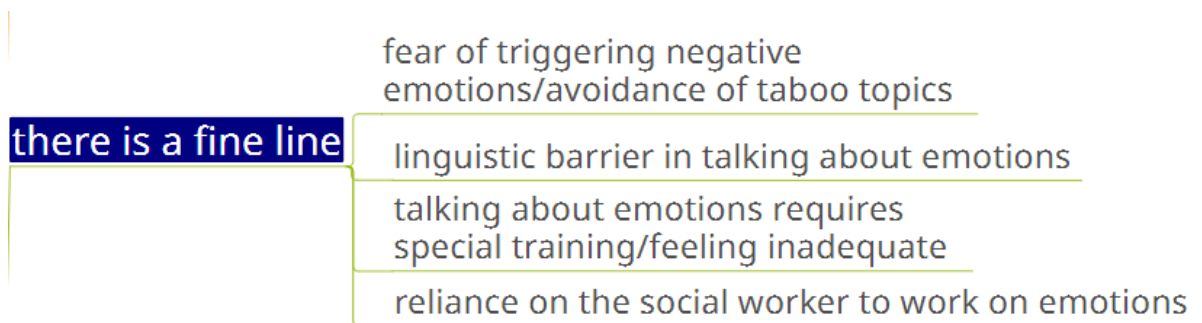 there is a fine line
fear of triggering negative
emotions/avoidance of taboo topics
linguistic barrier in talking about emotions
talking about emotions requires
special training/feeling inadequate
reliance on the social worker to work on emotions